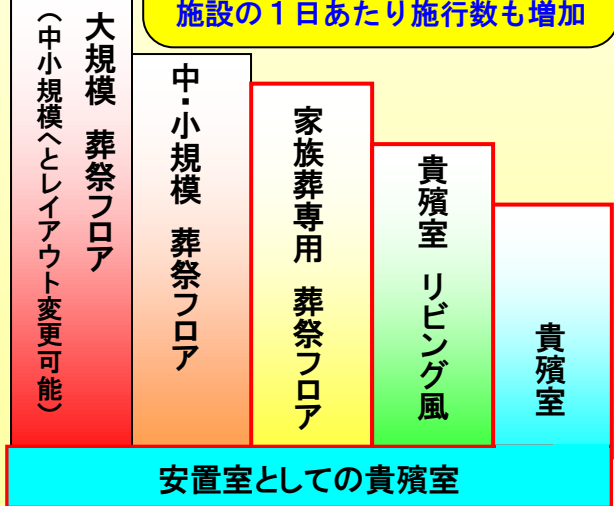 施設の1日あたり施行数も増加
大規模 葬祭フロア
(中小規模へとレイアウト変更可能)
中・小規模 葬祭フロア
家族葬専用 葬祭フロア
貴殯室 リビング風
貴殯室
安置室としての貴殯室